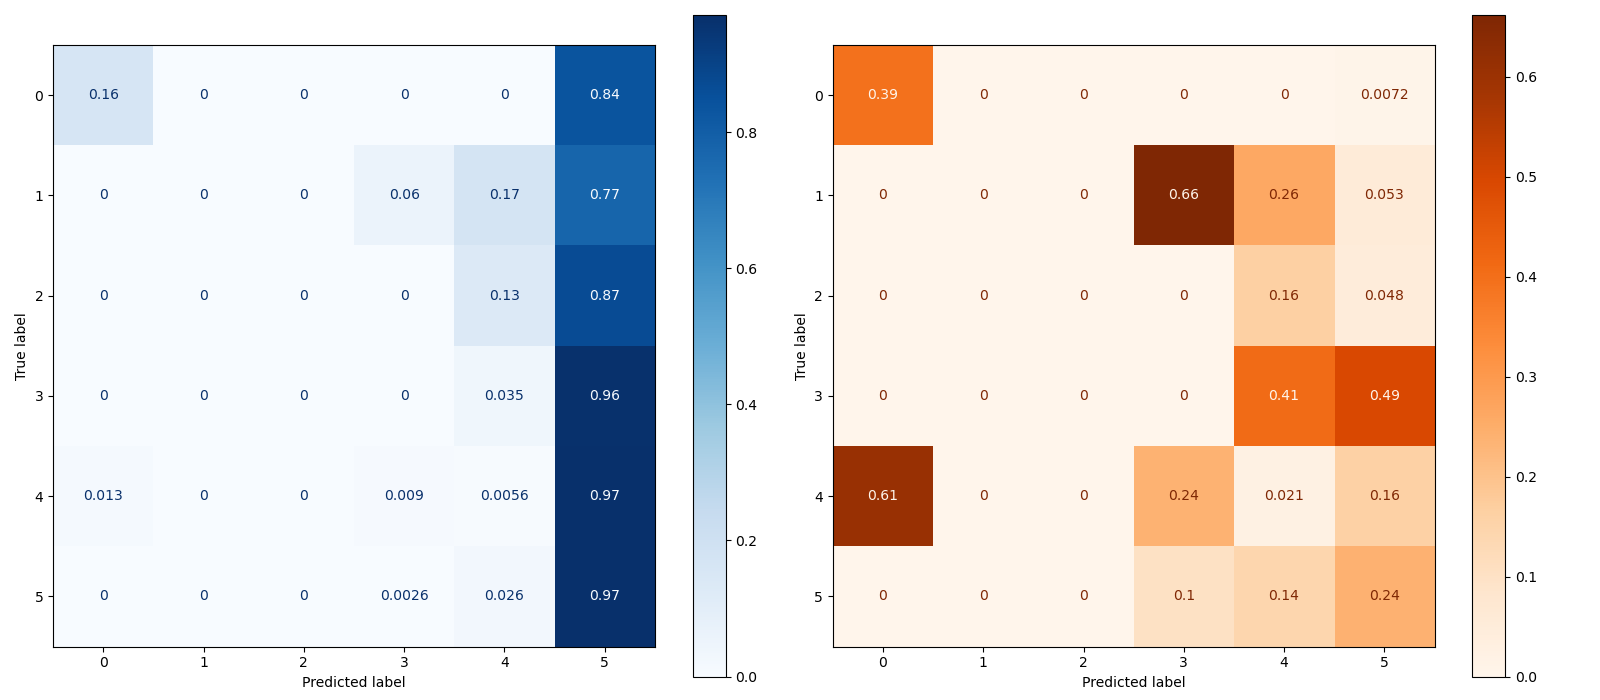 0 0.16 0 0 0 0 0.84
1 0 0 0 0.06 0.17 0.77
2 0 0 0 0 0.13 0.87
3 0 0 0 0 0.035 0.96
4 0.013 0 0 0.009 0.0056 0.97
5 0 0 0 0.0026 0.026 0.97
0 1 2 3 4 5
Predicted label
True label
0.8
0.6
0.4
0.2
0.0
0 0.39 0 0 0 0 0.0072
1 0 0 0 0.66 0.26 0.053
2 0 0 0 0 0.16 0.048
3 0 0 0 0 0.41 0.49
4 0.61 0 0 0.24 0.021 0.16
5 0 0 0 0.1 0.14 0.24
0 1 2 3 4 5
Predicted label
True label
0.6
0.5
0.4
0.3
0.2
0.1
0.0